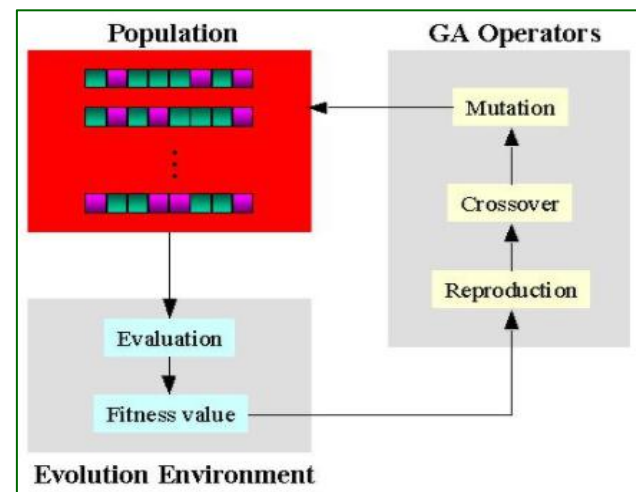 Population
GA Operators
Mutation
Crossover
Reproduction
Evaluation
Fitness value
Evolution Environment